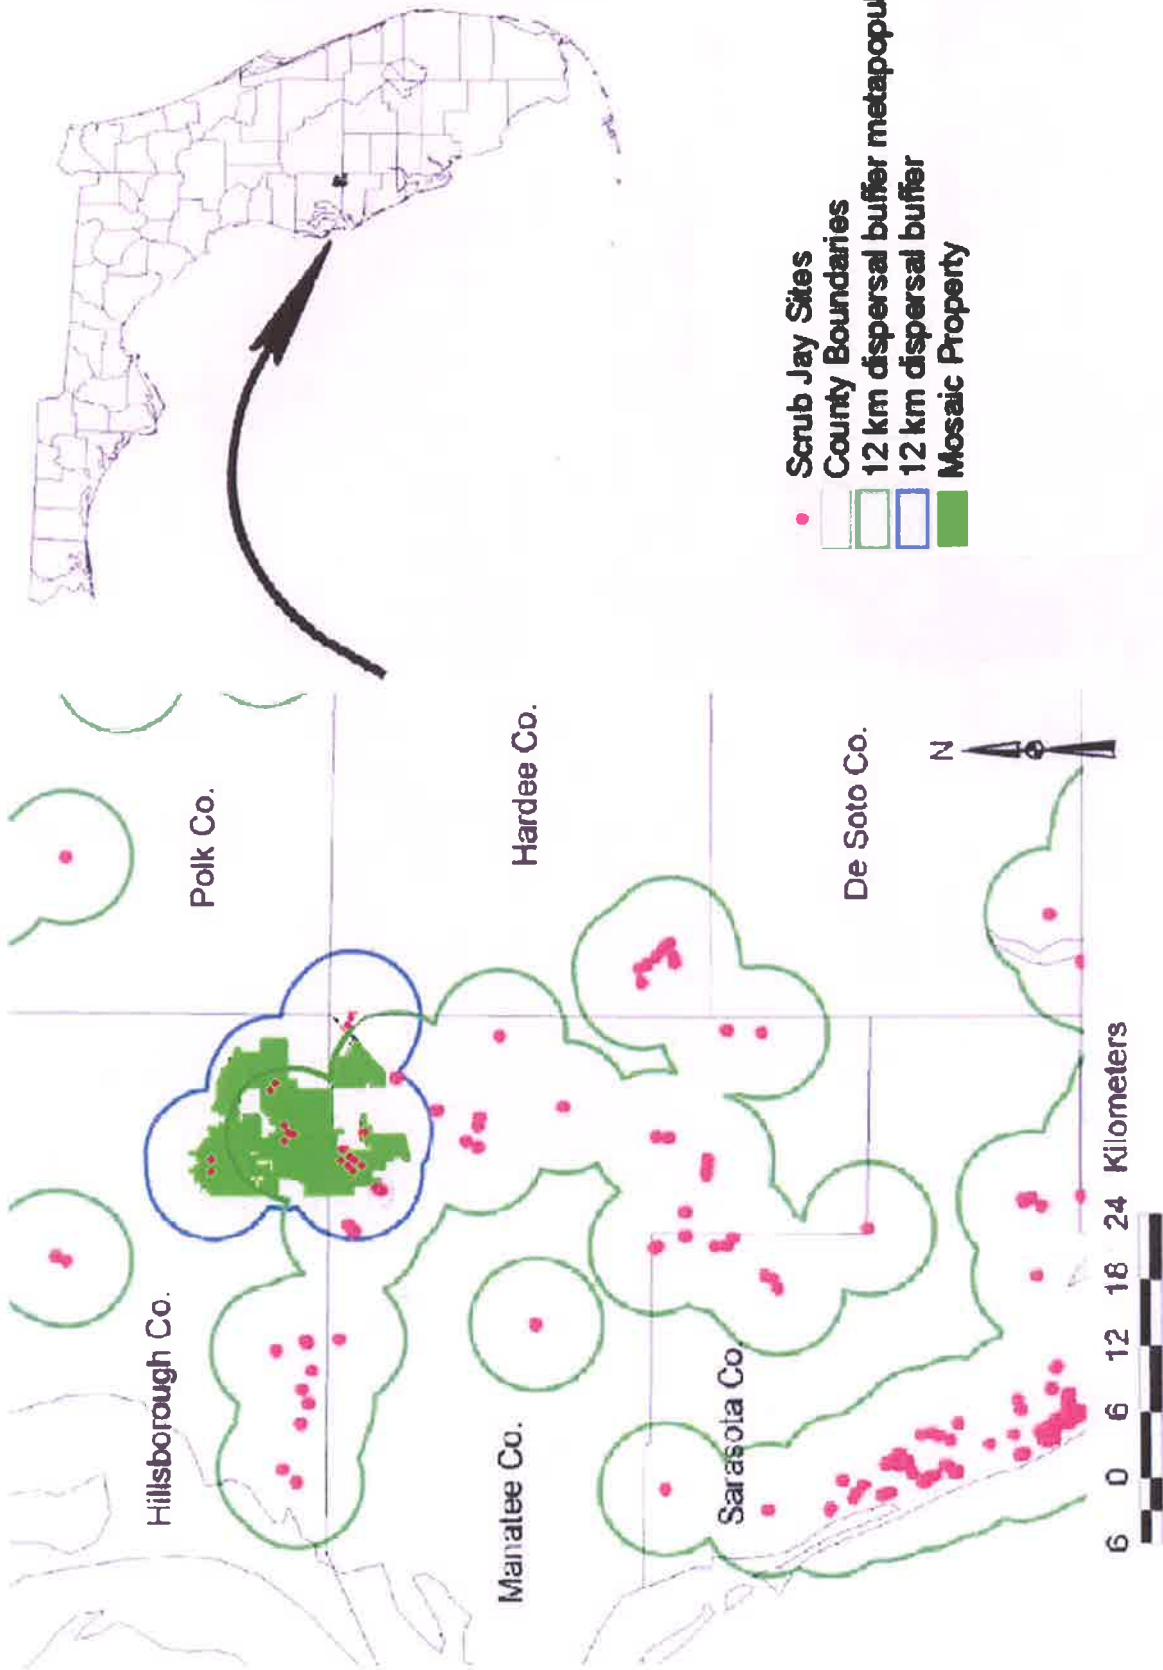 Polk Co.
Hillsborough Co.
Hardee Co.
Manatee Co.
De Soto Co.
Sarasota Co.
N
6 0 6 12 18 24 Kilometers
Scrub Jay Sites
County Boundaries
12 km dispersal buffer metapopul
12 km dispersal buffer
Mosaic Property